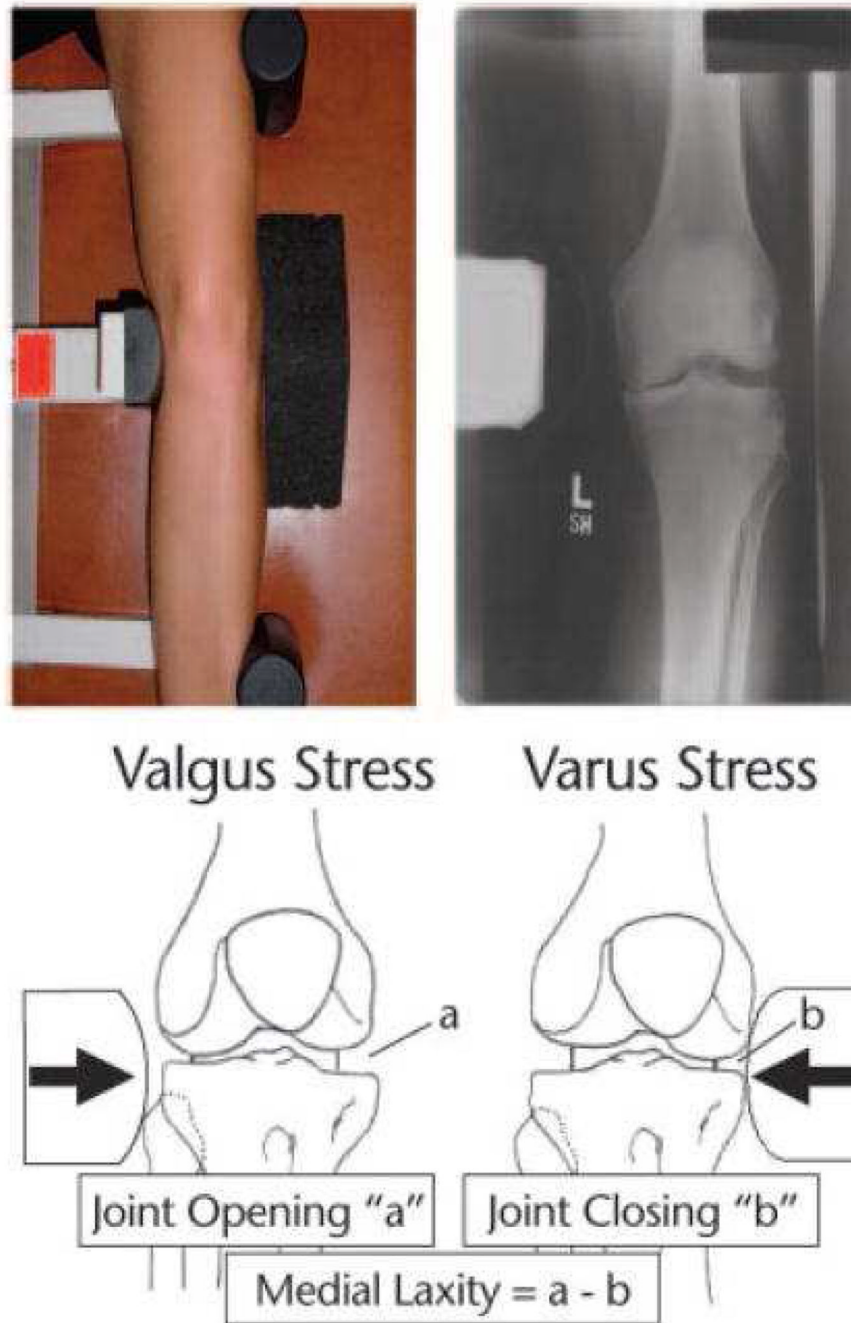 L
SW
Valgus Stress
Varus Stress
a
b
Joint Opening “a”
Joint Closing “b”
Medial Laxity = a - b